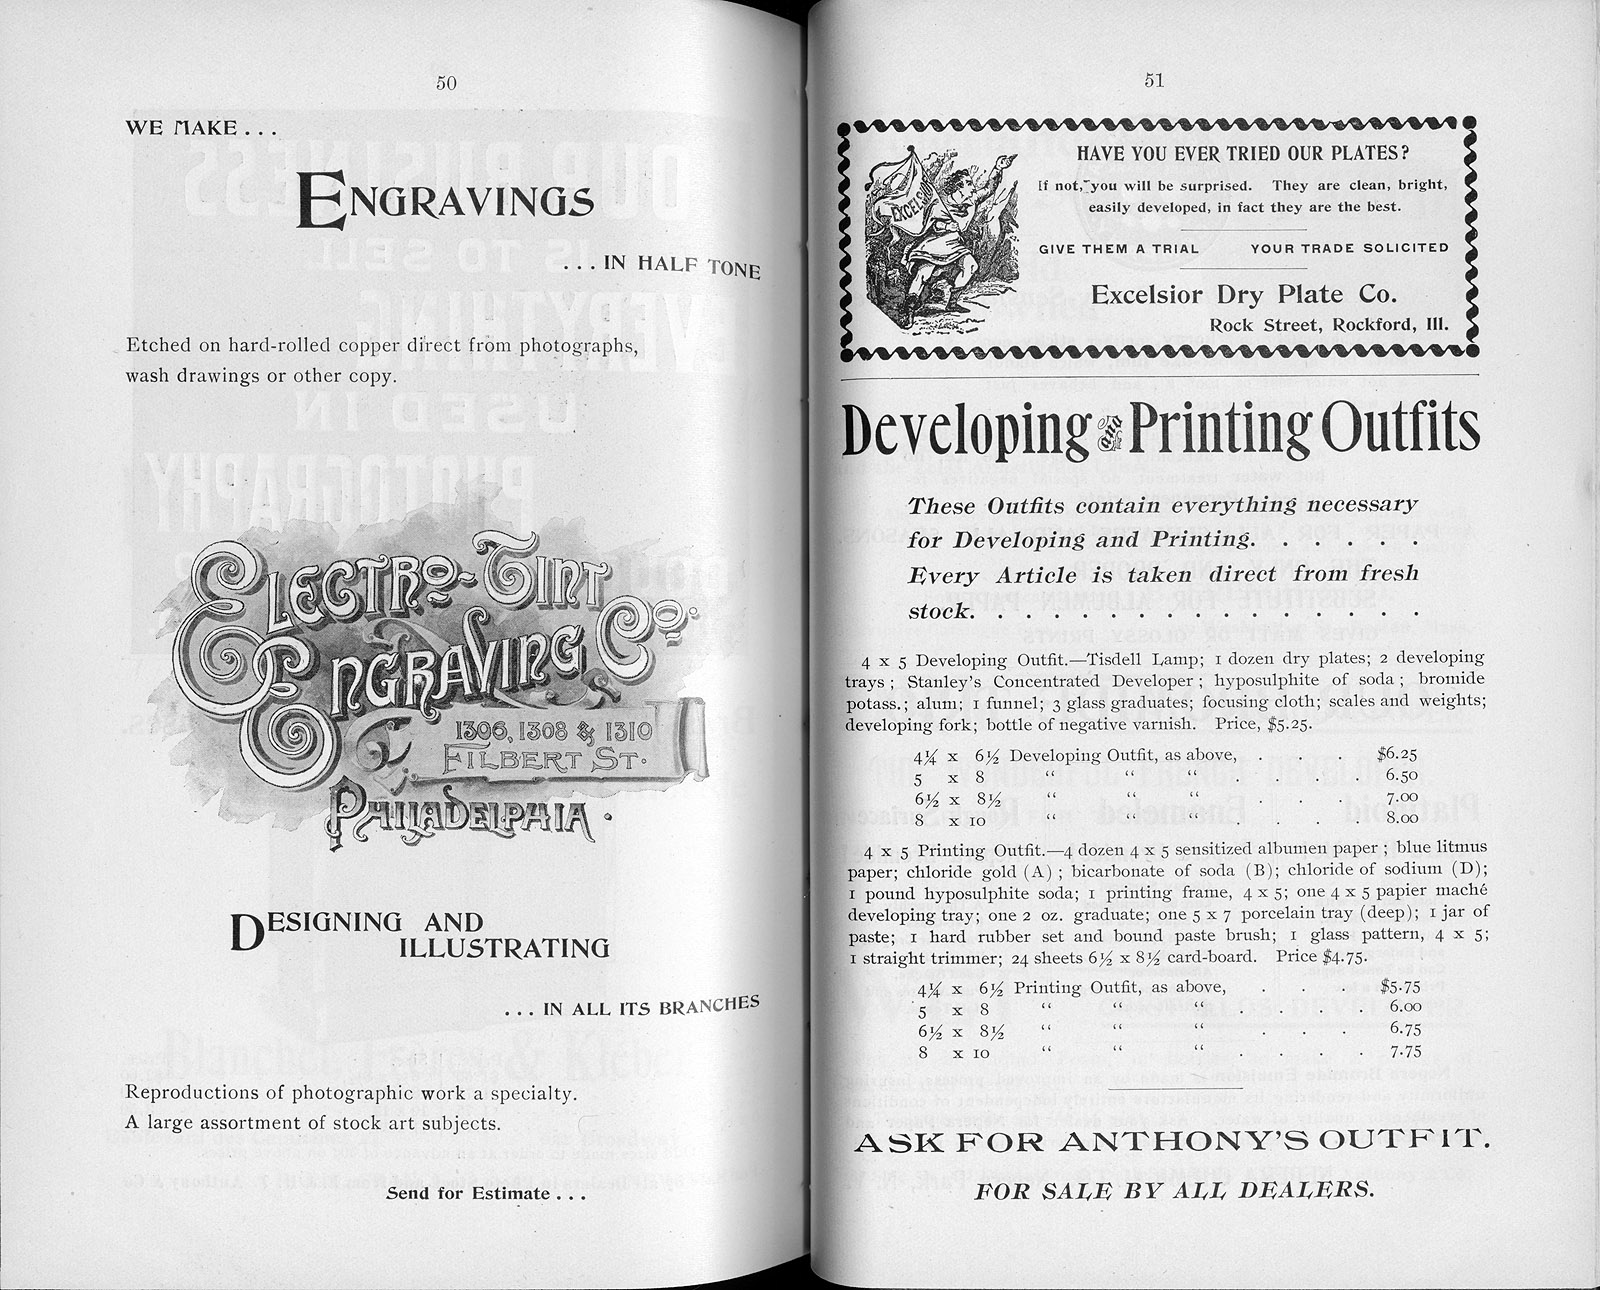 50
WE MAKE . . .
ENGRAVINGS
. . . IN HALF TONE
Etched on hard-rolled copper direct from photographs,
wash drawings or other copy.
ELECTRO-TINT
ENGRAVING CO.
1306, 1308 & 1310
FILBERT ST.
PHILADELPHIA.
DESIGNING AND
ILLUSTRATING
. . . IN ALL ITS BRANCHES
Reproductions of photographic work a specialty.
A large assortment of stock art subjects.
Send for Estimate . . .
51
EXCELSIOR
HAVE YOU EVER TRIED OUR PLATES?
If not, you will be surprised. They are clean, bright,
easily developed, in fact they are the best.
GIVE THEM A TRIAL YOUR TRADE SOLICITED
Excelsior Dry Plate Co.
Rock Street, Rockford, Ill.
Developing and Printing Outfits
These Outfits contain everything necessary
for Developing and Printing. . . . . .
Every Article is taken direct from fresh
stock. . . . . . . . . . . . . . . . .
4 x 5 Developing Outfit.—Tisdell Lamp; 1 dozen dry plates; 2 developing
trays; Stanley's Concentrated Developer; hyposulphite of soda; bromide
potass.; alum; 1 funnel; 3 glass graduates; focusing cloth; scales and weights;
developing fork; bottle of negative varnish. Price, $5.25.
4¼ x 6½ Developing Outfit, as above, . . . $6.25
5 x 8 “ “ “ . . . . 6.50
6½ x 8½ “ “ “ . . . 7.00
8 x 10 “ “ “ . . . . 8.00
4 x 5 Printing Outfit.—4 dozen 4 x 5 sensitized albumen paper; blue litmus
paper; chloride gold (A); bicarbonate of soda (B); chloride of sodium (D);
1 pound hyposulphite soda; 1 printing frame, 4 x 5; one 4 x 5 papier maché
developing tray; one 2 oz. graduate; one 5 x 7 porcelain tray (deep); 1 jar of
paste; 1 hard rubber set and bound paste brush; 1 glass pattern, 4 x 5;
1 straight trimmer; 24 sheets 6½ x 8½ card-board. Price $4.75.
4¼ x 6½ Printing Outfit, as above, . . . $5.75
5 x 8 “ “ “ . . . . 6.00
6½ x 8½ “ “ “ . . . 6.75
8 x 10 “ “ “ . . . . 7.75
ASK FOR ANTHONY'S OUTFIT.
FOR SALE BY ALL DEALERS.